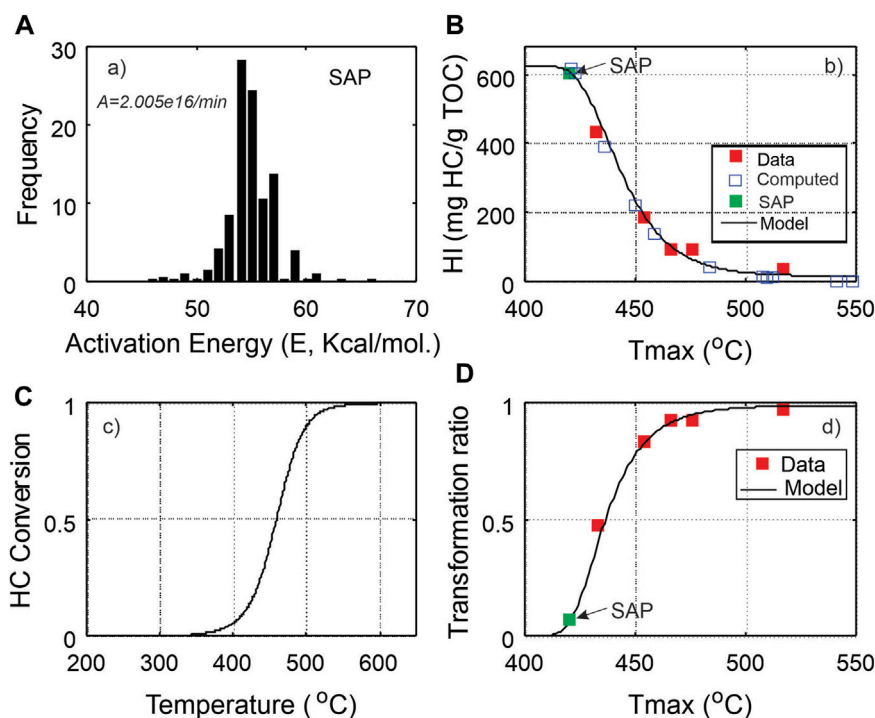 A
a)
SAP
A=2.005e16/min
30
20
10
0
40
50
60
70
Frequency
Activation Energy (E, Kcal/mol.)
B
b)
SAP
600
400
200
0
400
450
500
550
HI (mg HC/g TOC)
Data
Computed
SAP
Model
Tmax (°C)
C
c)
1
0.5
0
200
300
400
500
600
HC Conversion
Temperature (°C)
D
d)
1
0.5
0
400
450
500
550
Transformation ratio
Data
Model
SAP
Tmax (°C)